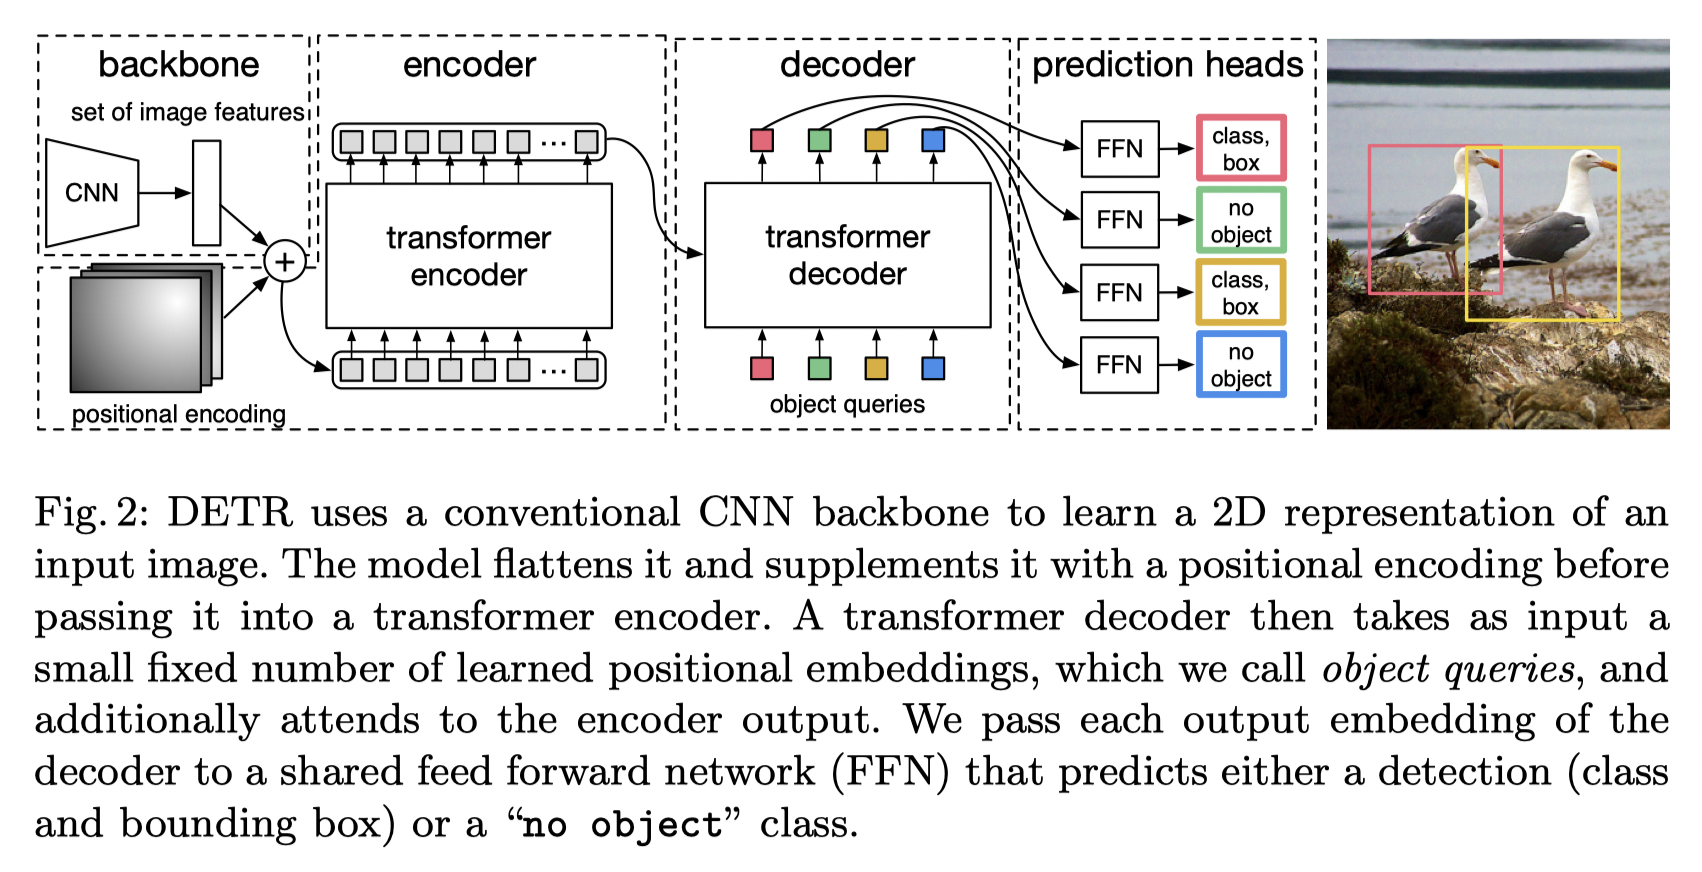 backbone
set of image features
CNN
+
positional encoding
encoder
...
transformer
encoder
...
decoder
transformer
decoder
object queries
prediction heads
FFN
class,
box
FFN
no
object
FFN
class,
box
FFN
no
object
Fig. 2: DETR uses a conventional CNN backbone to learn a 2D representation of an
input image. The model flattens it and supplements it with a positional encoding before
passing it into a transformer encoder. A transformer decoder then takes as input a
small fixed number of learned positional embeddings, which we call object queries, and
additionally attends to the encoder output. We pass each output embedding of the
decoder to a shared feed forward network (FFN) that predicts either a detection (class
and bounding box) or a “no object” class.